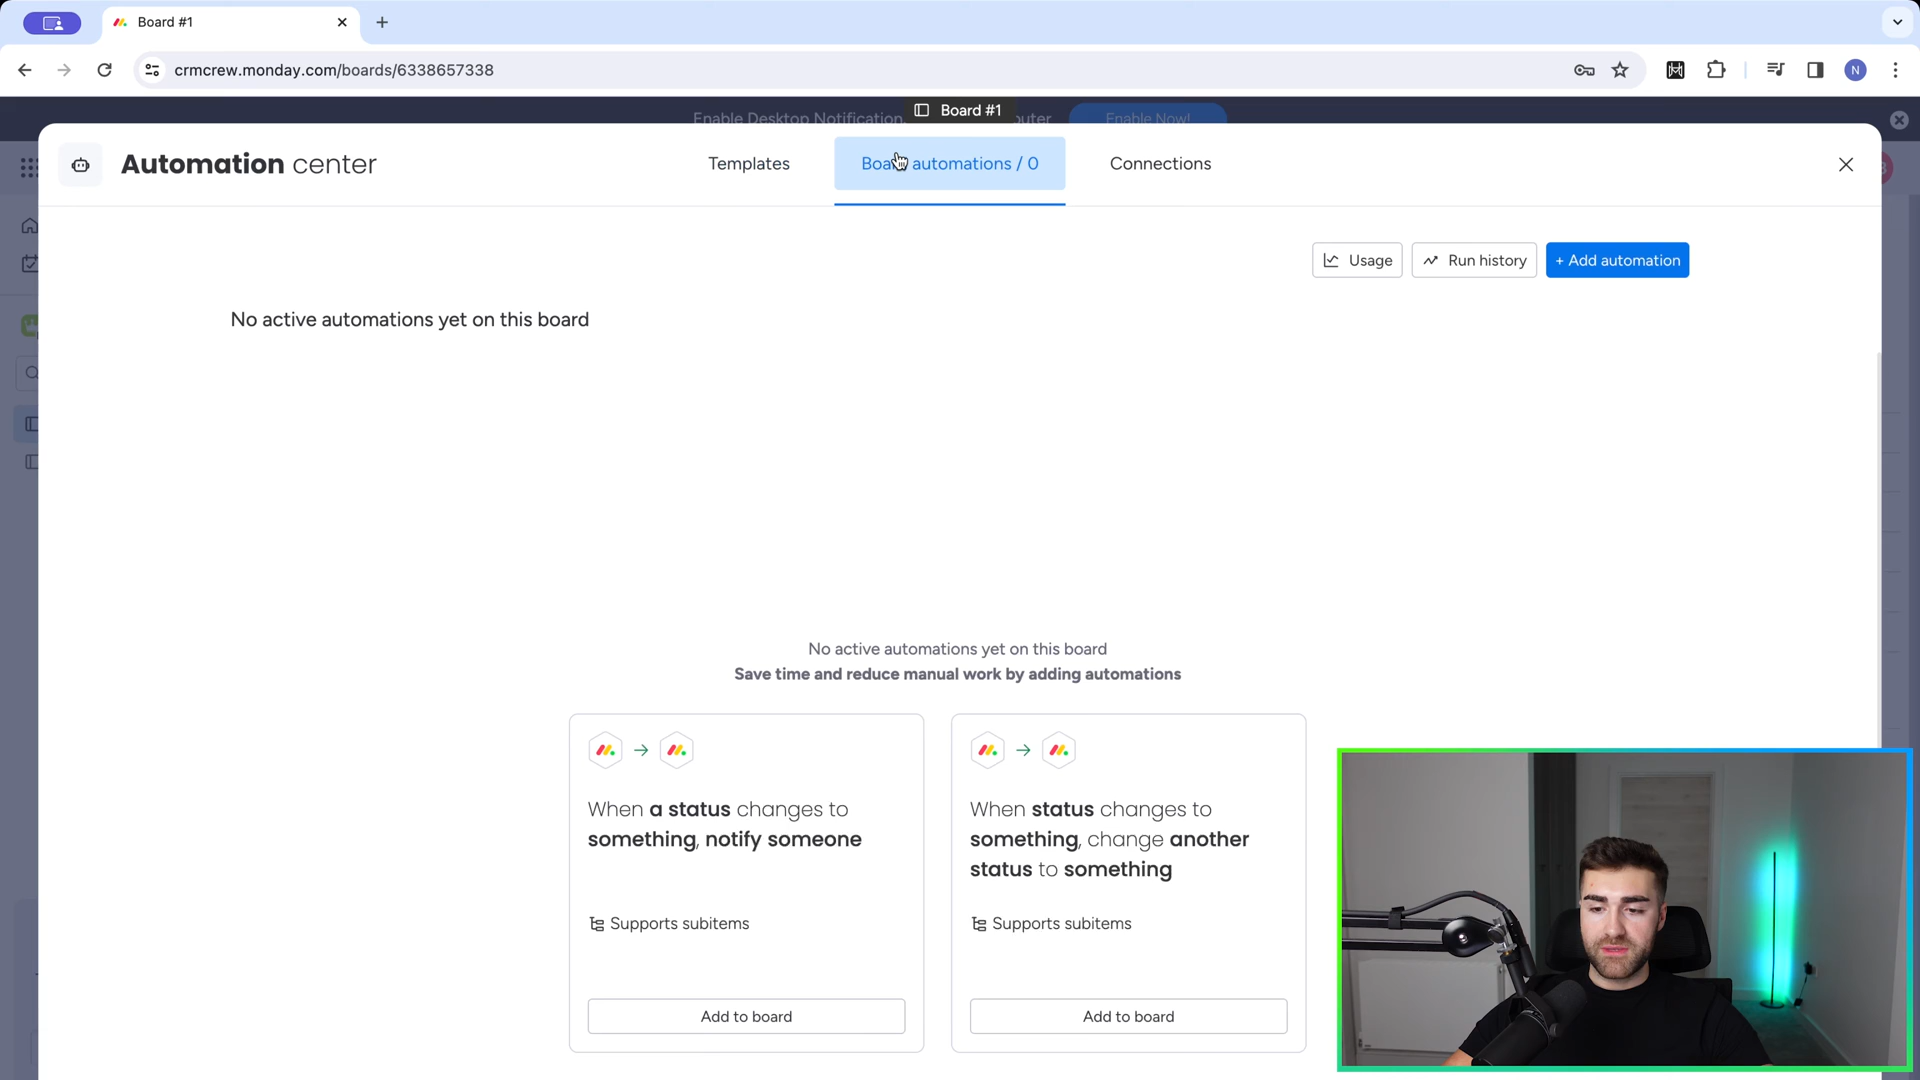 Board #1
crmcrew.monday.com/boards/6338657338
N
Enable Desktop Notification
Board #1
Enable Now!
Automation center
Templates
Board automations / 0
Connections
Usage
Run history
+ Add automation
No active automations yet on this board
No active automations yet on this board
Save time and reduce manual work by adding automations
When a status changes to
something, notify someone
Supports subitems
Add to board
When status changes to
something, change another
status to something
Supports subitems
Add to board